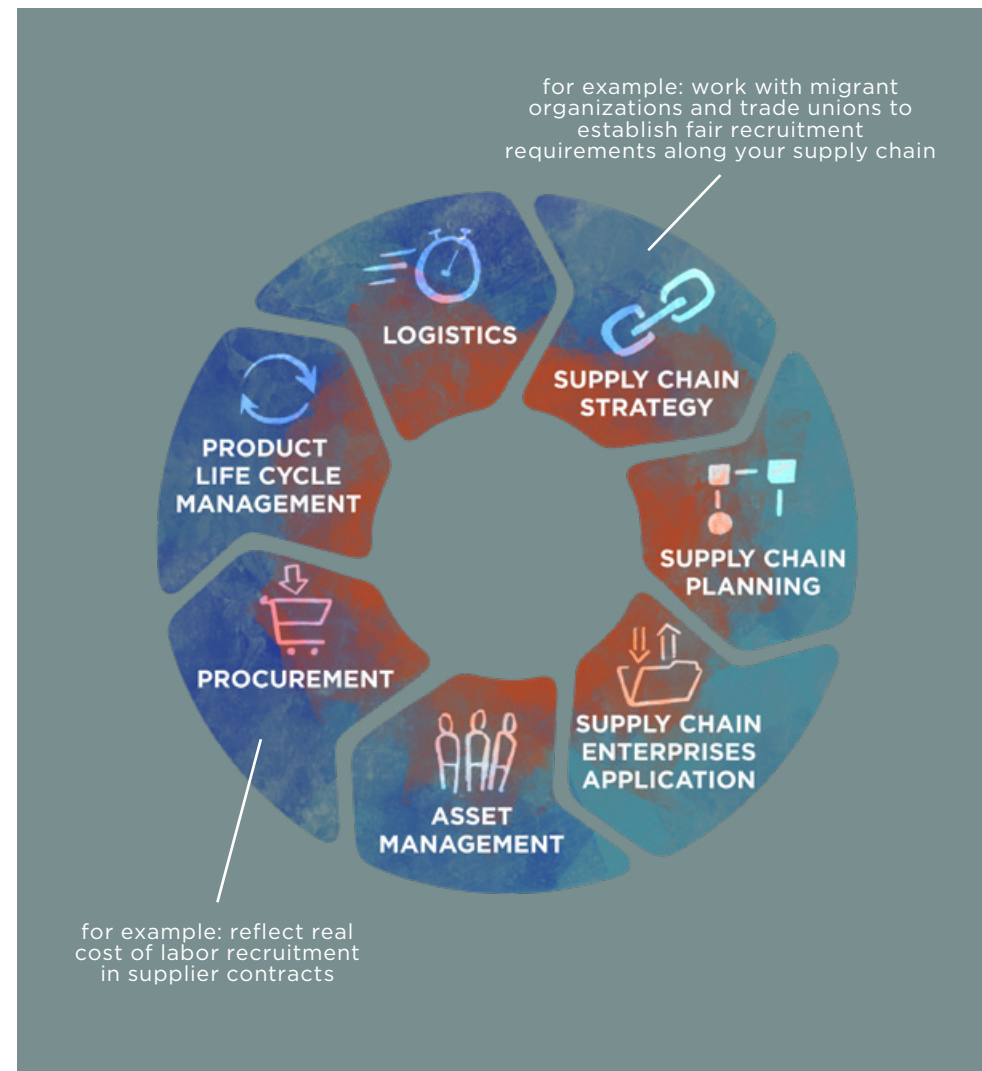 for example: work with migrant
organizations and trade unions to
establish fair recruitment
requirements along your supply chain
LOGISTICS
SUPPLY CHAIN
STRATEGY
PRODUCT
LIFE CYCLE
MANAGEMENT
SUPPLY CHAIN
PLANNING
PROCUREMENT
SUPPLY CHAIN
ENTERPRISES
APPLICATION
ASSET
MANAGEMENT
for example: reflect real
cost of labor recruitment
in supplier contracts